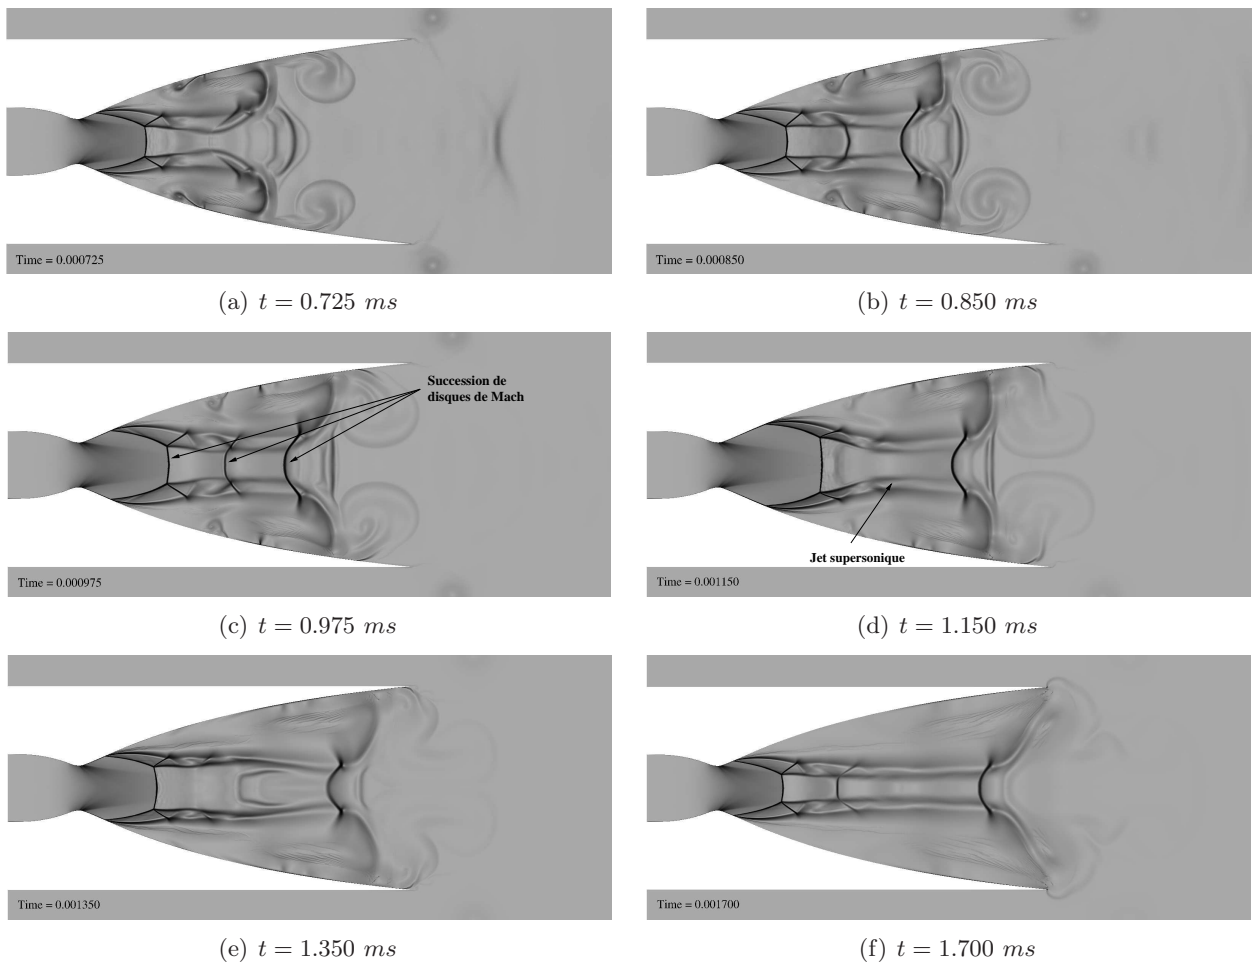 Time = 0.000725
Time = 0.000850
(a) t = 0.725 ms
(b) t = 0.850 ms
Succession de
disques de Mach
Jet supersonique
Time = 0.000975
Time = 0.001150
(c) t = 0.975 ms
(d) t = 1.150 ms
Time = 0.001350
Time = 0.001700
(e) t = 1.350 ms
(f) t = 1.700 ms